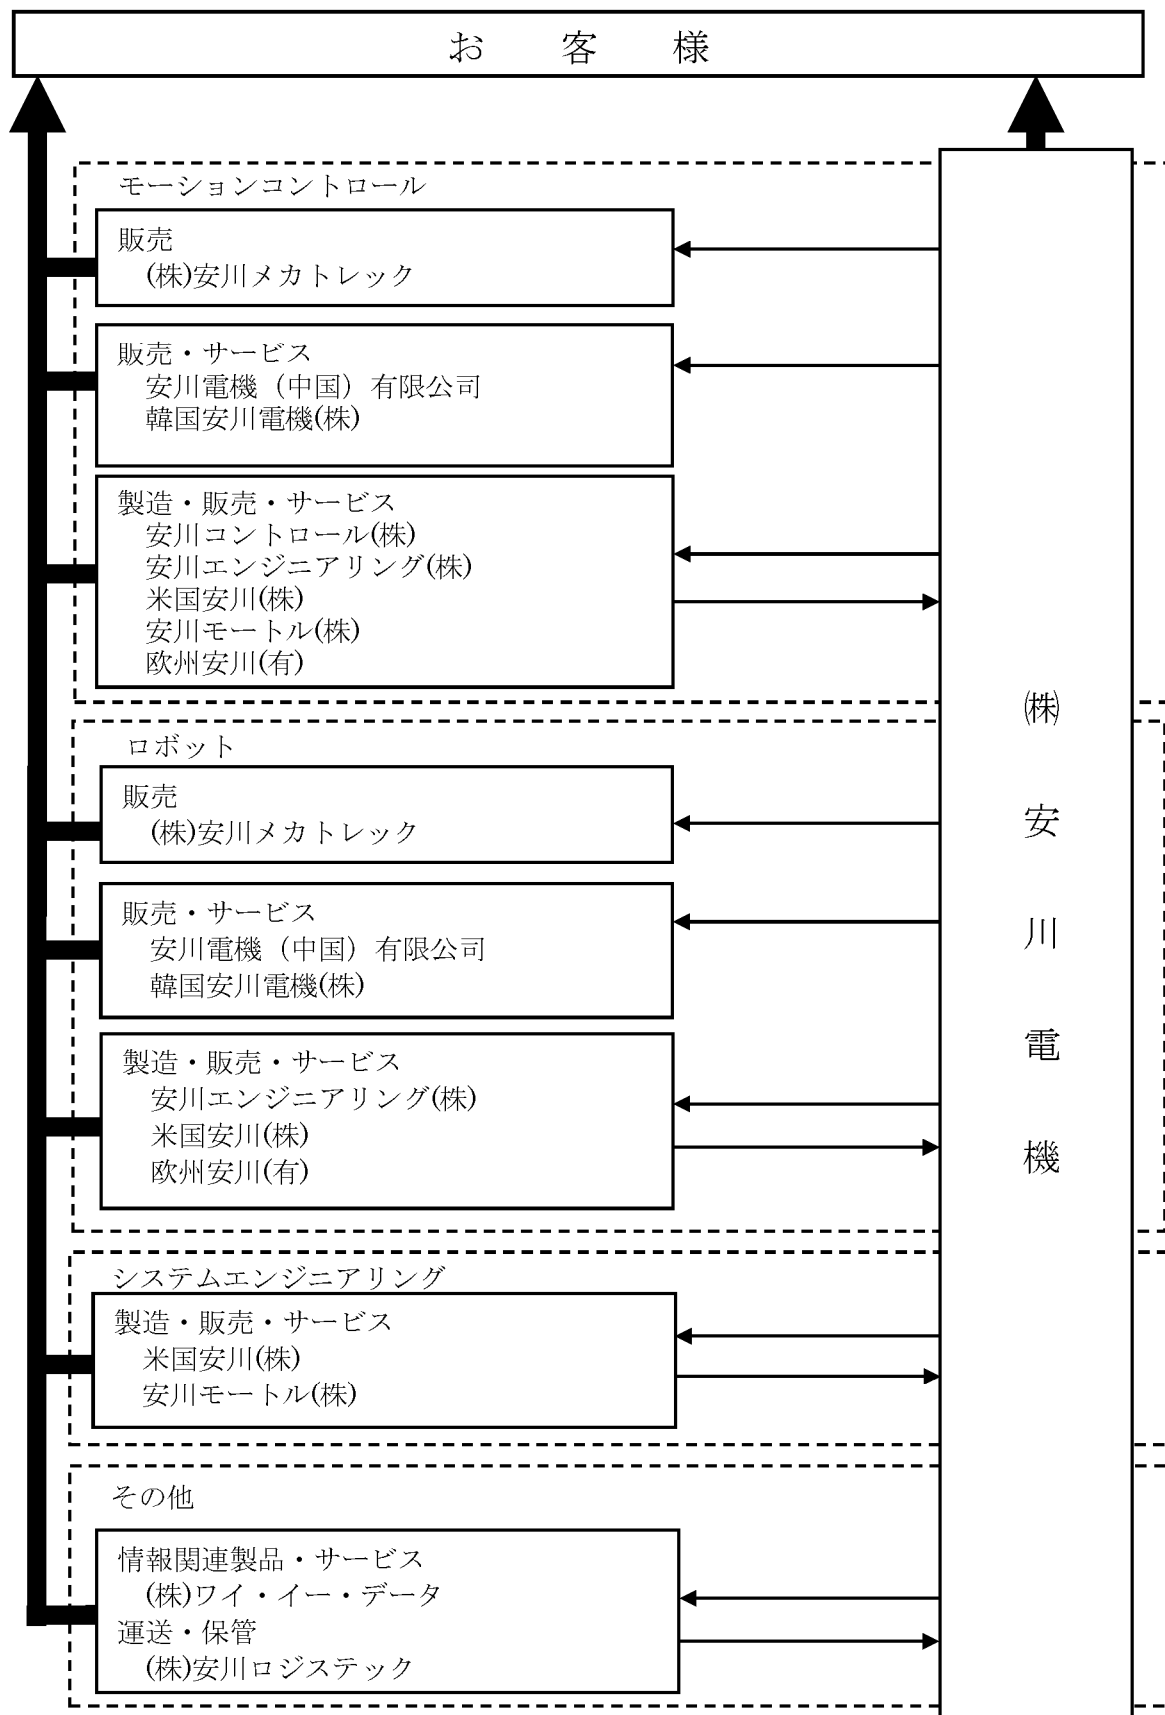 お客様
モーションコントロール
販売
(株)安川メカトレック
販売・サービス
安川電機（中国）有限公司
韓国安川電機(株)
製造・販売・サービス
安川コントロール(株)
安川エンジニアリング(株)
米国安川(株)
安川モートル(株)
欧州安川(有)
ロボット
販売
(株)安川メカトレック
販売・サービス
安川電機（中国）有限公司
韓国安川電機(株)
製造・販売・サービス
安川エンジニアリング(株)
米国安川(株)
欧州安川(有)
システムエンジニアリング
製造・販売・サービス
米国安川(株)
安川モートル(株)
その他
情報関連製品・サービス
(株)ワイ・イー・データ
運送・保管
(株)安川ロジステック
㈱安川電機